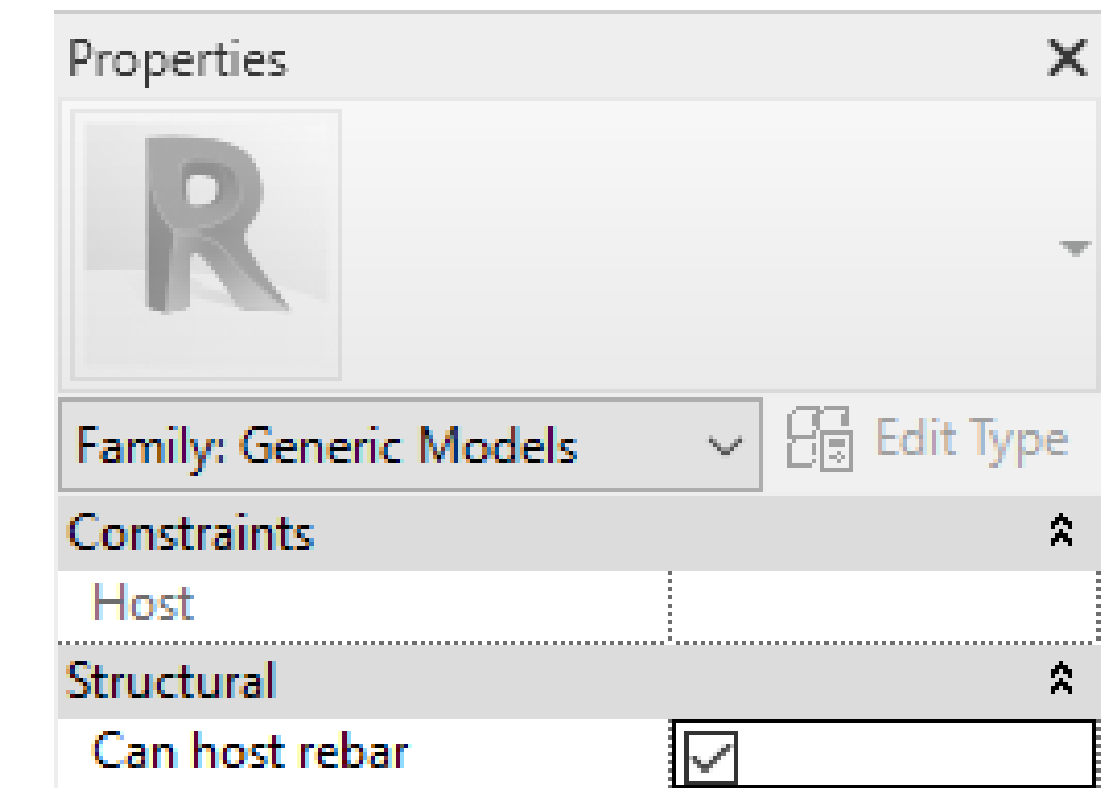 Properties
R
Family: Generic Models
Edit Type
Constraints
Host
Structural
Can host rebar